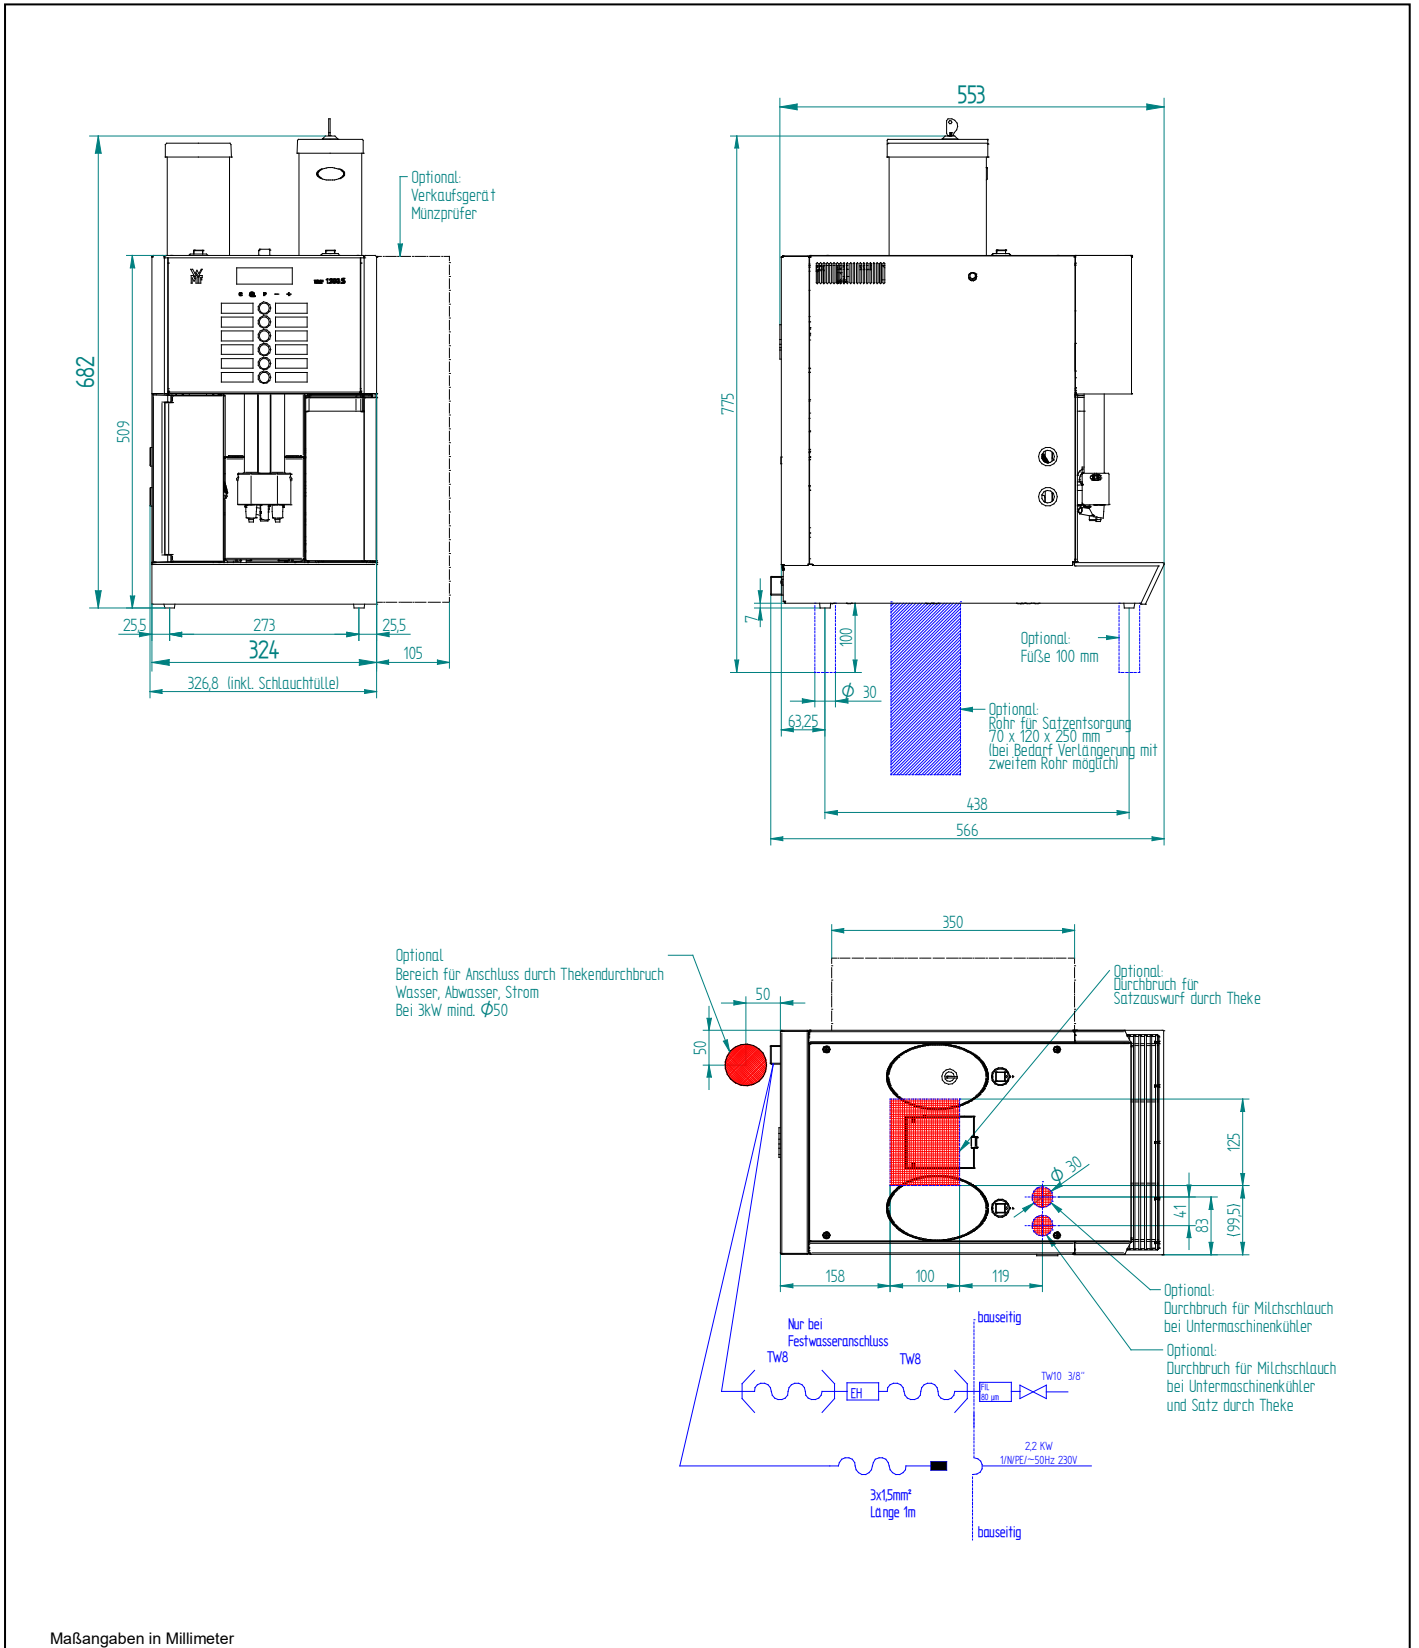 553
Optional:
Verkaufsgerät
Münzprüfer
WMF
1300.S
682
509
775
25,5
273
25,5
324
105
326,8 (inkl. Schlauchtülle)
7
100
Optional:
Füße 100 mm
Ø 30
63,25
Optional:
Rohr für Satzentsorgung
70 x 120 x 250 mm
(bei Bedarf Verlängerung mit
zweitem Rohr möglich)
438
566
350
Optional
Bereich für Anschluss durch Thekendurchbruch
Wasser, Abwasser, Strom
Bei 3kW mind. Ø50
50
50
Optional:
Durchbruch für
Satzauswurf durch Theke
125
Ø 30
41
83
(99,5)
158
100
119
Optional:
Durchbruch für Milchschlauch
bei Untermaschinenkühler
Optional:
Durchbruch für Milchschlauch
bei Untermaschinenkühler
und Satz durch Theke
bauseitig
Nur bei
Festwasseranschluss
TW8
TW8
TW10 3/8"
EH
FIL
80 µm
2,2 KW
1/N/PE/~50Hz 230V
3x1,5mm²
Länge 1m
bauseitig
Maßangaben in Millimeter